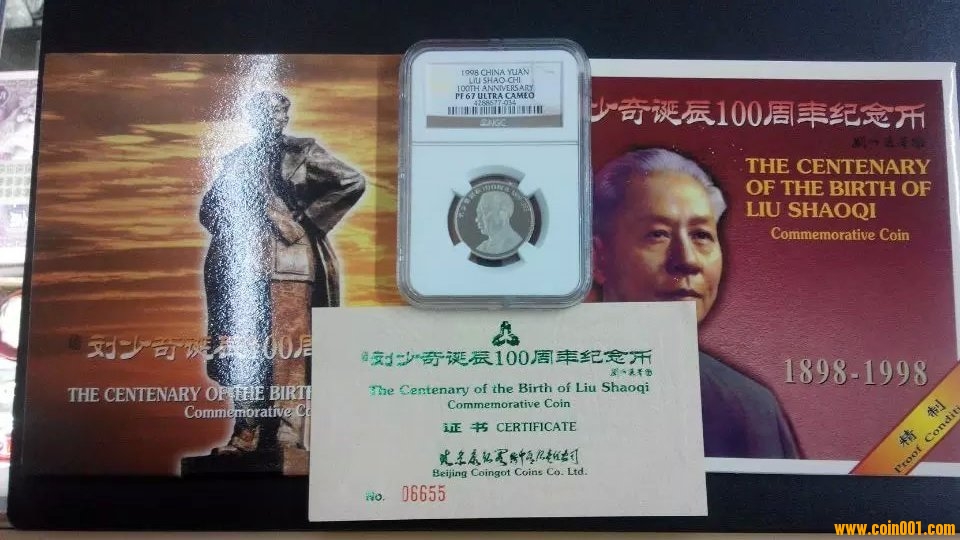 1998 CHINA YUAN
LIU SHAO-CHI
100TH ANNIVERSARY
PF 67 ULTRA CAMEO
4288677-034
NGC
少奇诞辰100周年纪念币
THE CENTENARY
OF THE BIRTH OF
LIU SHAOQI
Commemorative Coin
1898-1998
精制
Proof Conditi
刘少奇诞辰100周
THE CENTENARY OF THE BIRTH
Commemorative Co
刘少奇诞辰100周年纪念币
The Centenary of the Birth of Liu Shaoqi
Commemorative Coin
证书 CERTIFICATE
Beijing Coingot Coins Co. Ltd.
No. 06655
www.coin001.com